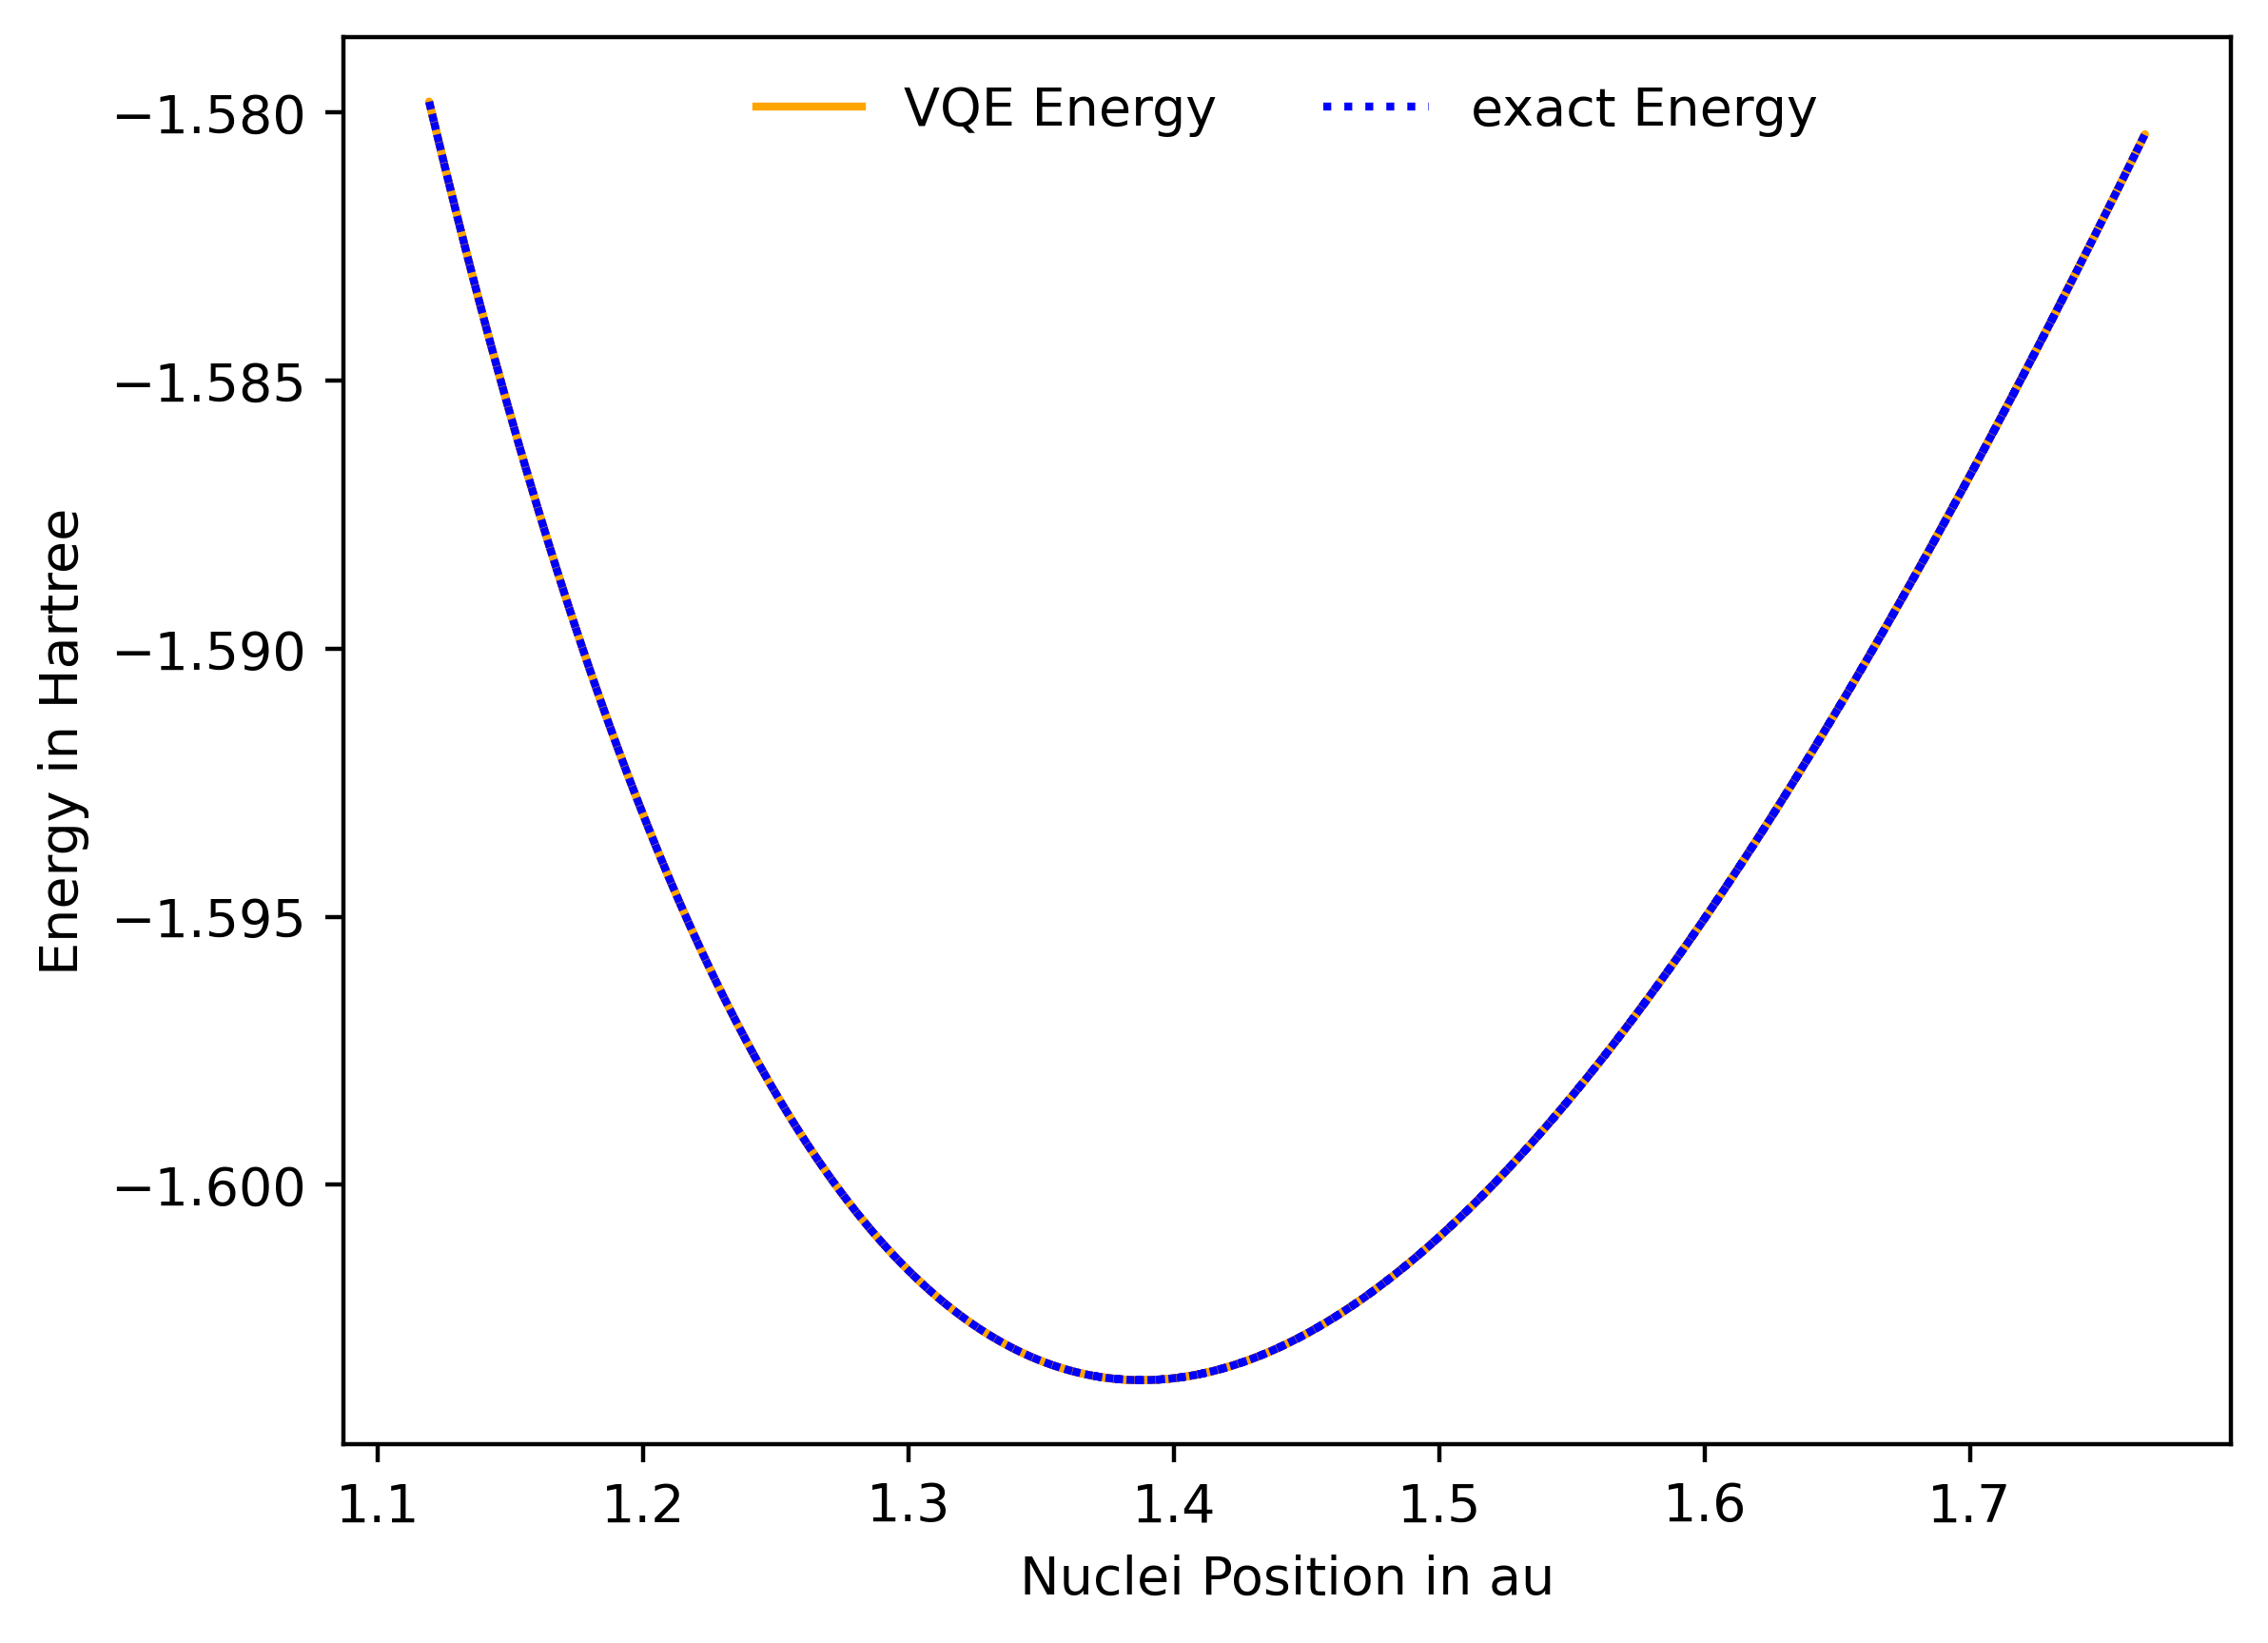 VQE Energy exact Energy
−1.580
−1.585
−1.590
−1.595
−1.600
Energy in Hartree
1.1 1.2 1.3 1.4 1.5 1.6 1.7
Nuclei Position in au